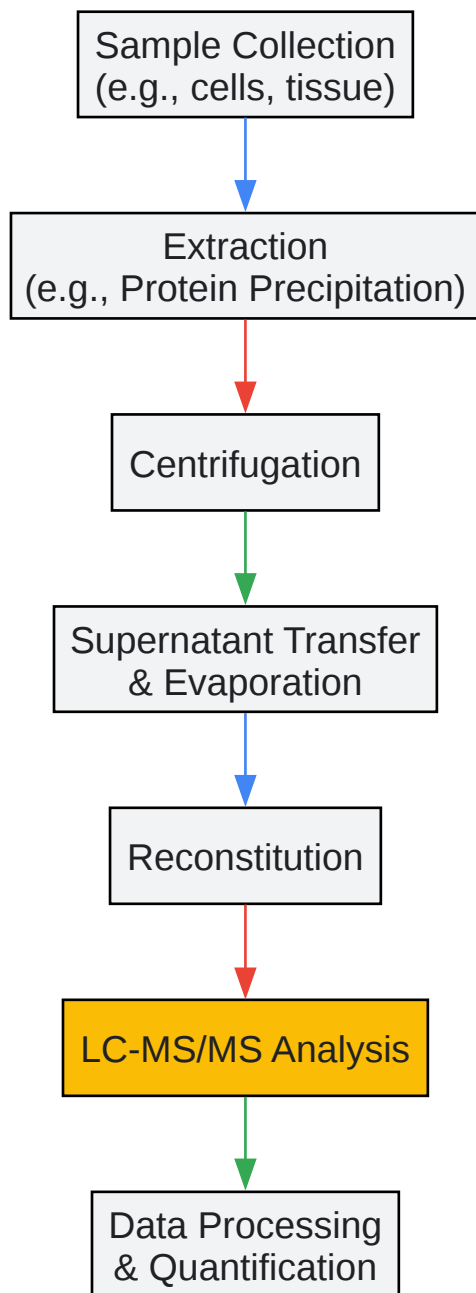 Sample Collection
(e.g., cells, tissue)
Extraction
(e.g., Protein Precipitation)
Centrifugation
Supernatant Transfer
& Evaporation
Reconstitution
LC-MS/MS Analysis
Data Processing
& Quantification